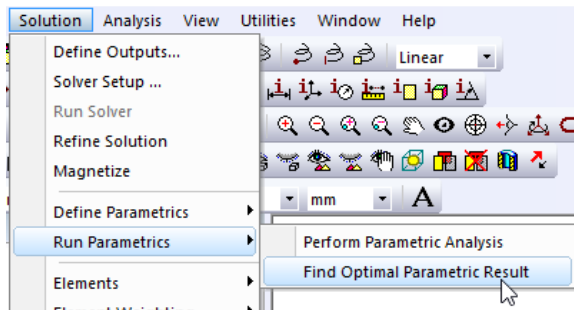 Solution Analysis View Utilities Window Help
Define Outputs...
Linear
Solver Setup ...
Run Solver
Refine Solution
Magnetize
Define Parametrics
mm A
Run Parametrics
Perform Parametric Analysis
Find Optimal Parametric Result
Elements